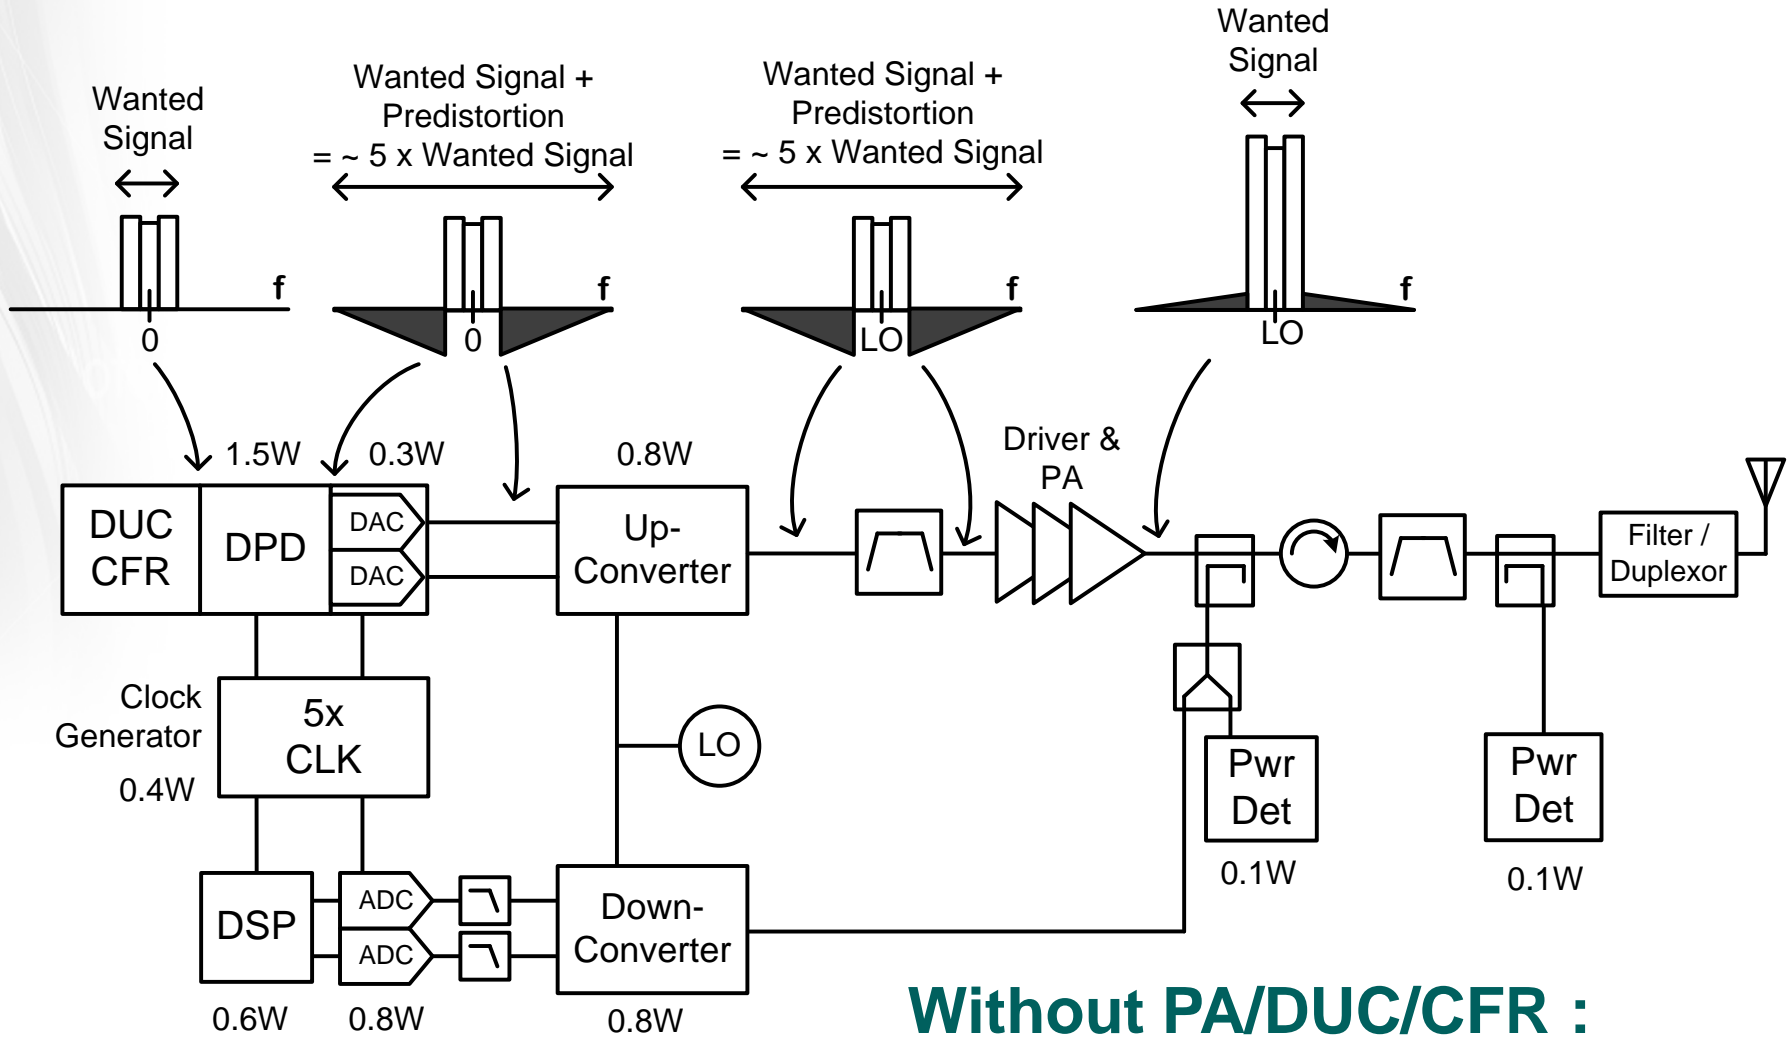 Wanted
Signal
Wanted Signal +
Predistortion
= ~ 5 x Wanted Signal
Wanted Signal +
Predistortion
= ~ 5 x Wanted Signal
Wanted
Signal
f
0
f
0
f
LO
f
LO
1.5W
0.3W
0.8W
Driver &
PA
DUC
CFR
DPD
DAC
DAC
Up-
Converter
Filter /
Duplexor
Clock
Generator
0.4W
5x
CLK
LO
Pwr
Det
0.1W
Pwr
Det
0.1W
DSP
ADC
ADC
Down-
Converter
0.6W
0.8W
0.8W
Without PA/DUC/CFR :